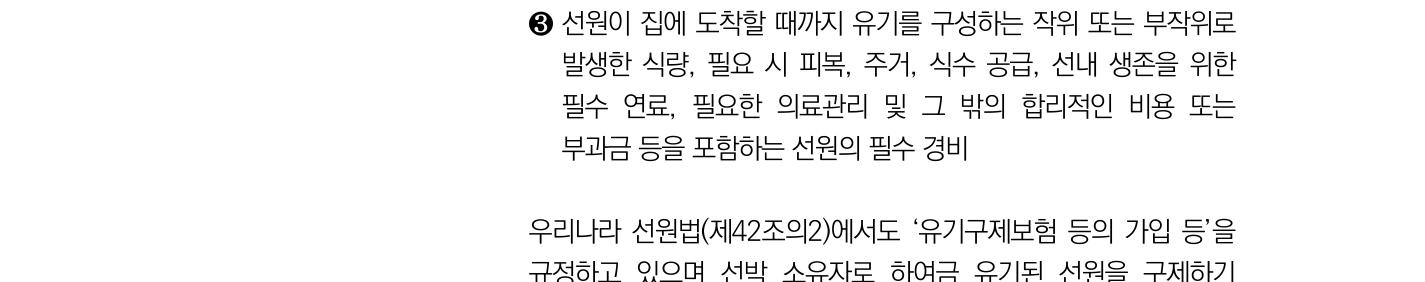 ❸ 선원이 집에 도착할 때까지 유기를 구성하는 작위 또는 부작위로
발생한 식량, 필요 시 피복, 주거, 식수 공급, 선내 생존을 위한
필수 연료, 필요한 의료관리 및 그 밖의 합리적인 비용 또는
부과금 등을 포함하는 선원의 필수 경비
우리나라 선원법(제42조의2)에서도 ‘유기구제보험 등의 가입 등’을
규정하고 있으며 선박 소유자로 하여금 유기된 선원을 구제하기